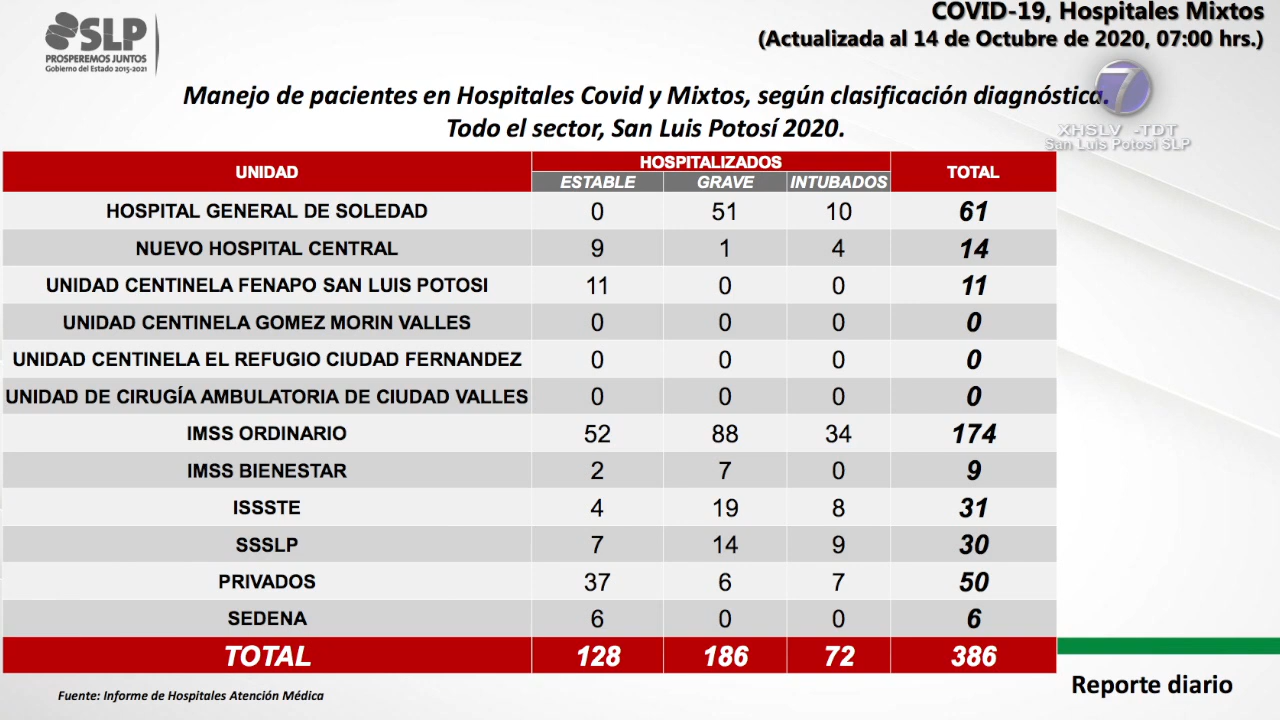 SLP
PROSPEREMOS JUNTOS
Gobierno del Estado 2015-2021
COVID-19, Hospitales Mixtos
(Actualizada al 14 de Octubre de 2020, 07:00 hrs.)
7
XHSLV -TDT
San Luis Potosí SLP
Manejo de pacientes en Hospitales Covid y Mixtos, según clasificación diagnóstica.
Todo el sector, San Luis Potosí 2020.
UNIDAD HOSPITALIZADOS TOTAL
ESTABLE GRAVE INTUBADOS
HOSPITAL GENERAL DE SOLEDAD 0 51 10 61
NUEVO HOSPITAL CENTRAL 9 1 4 14
UNIDAD CENTINELA FENAPO SAN LUIS POTOSI 11 0 0 11
UNIDAD CENTINELA GOMEZ MORIN VALLES 0 0 0 0
UNIDAD CENTINELA EL REFUGIO CIUDAD FERNANDEZ 0 0 0 0
UNIDAD DE CIRUGÍA AMBULATORIA DE CIUDAD VALLES 0 0 0 0
IMSS ORDINARIO 52 88 34 174
IMSS BIENESTAR 2 7 0 9
ISSSTE 4 19 8 31
SSSLP 7 14 9 30
PRIVADOS 37 6 7 50
SEDENA 6 0 0 6
TOTAL 128 186 72 386
Fuente: Informe de Hospitales Atención Médica
Reporte diario